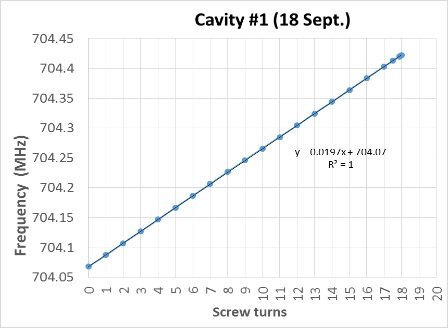 Cavity #1 (18 Sept.)
704.45
704.4
704.35
704.3
704.25
704.2
704.15
704.1
704.05
Frequency (MHz)
y = 0.0197x + 704.07
R² = 1
0 1 2 3 4 5 6 7 8 9 10 11 12 13 14 15 16 17 18 19 20
Screw turns